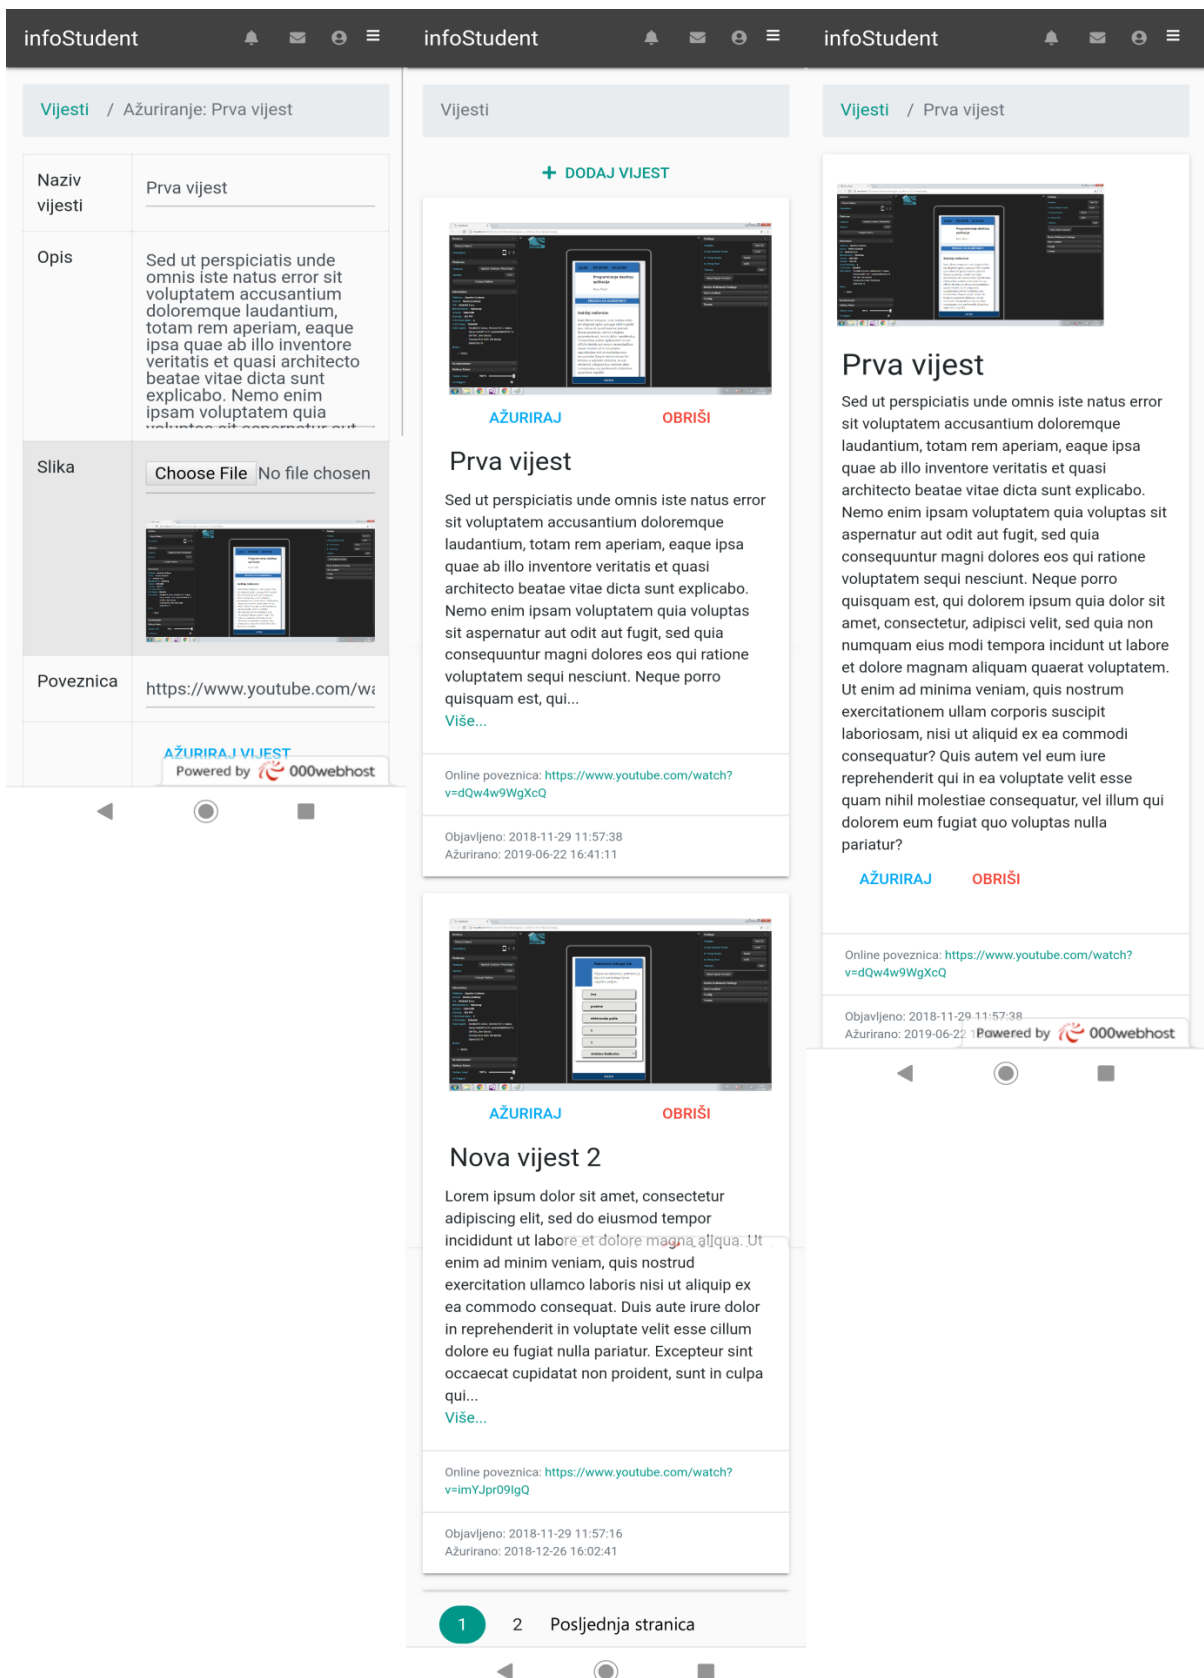 infoStudent
Vijesti / Ažuriranje: Prva vijest
Naziv
vijesti
Prva vijest
Opis
Sed ut perspiciatis unde
omnis iste natus error sit
voluptatem accusantium
doloremque laudantium,
totam rem aperiam, eaque
ipsa quae ab illo inventore
veritatis et quasi architecto
beatae vitae dicta sunt
explicabo. Nemo enim
ipsam voluptatem quia
voluptas sit aspernatur aut
Slika
Choose File No file chosen
Poveznica
https://www.youtube.com/wa
AŽURIRAJ VIJEST
Powered by 000webhost
infoStudent
Vijesti
+ DODAJ VIJEST
AŽURIRAJ OBRIŠI
Prva vijest
Sed ut perspiciatis unde omnis iste natus error
sit voluptatem accusantium doloremque
laudantium, totam rem aperiam, eaque ipsa
quae ab illo inventore veritatis et quasi
architecto beatae vitae dicta sunt explicabo.
Nemo enim ipsam voluptatem quia voluptas
sit aspernatur aut odit aut fugit, sed quia
consequuntur magni dolores eos qui ratione
voluptatem sequi nesciunt. Neque porro
quisquam est, qui...
Više...
Online poveznica: https://www.youtube.com/watch?
v=dQw4w9WgXcQ
Objavljeno: 2018-11-29 11:57:38
Ažurirano: 2019-06-22 16:41:11
AŽURIRAJ OBRIŠI
Nova vijest 2
Lorem ipsum dolor sit amet, consectetur
adipiscing elit, sed do eiusmod tempor
incididunt ut labore et dolore magna aliqua. Ut
enim ad minim veniam, quis nostrud
exercitation ullamco laboris nisi ut aliquip ex
ea commodo consequat. Duis aute irure dolor
in reprehenderit in voluptate velit esse cillum
dolore eu fugiat nulla pariatur. Excepteur sint
occaecat cupidatat non proident, sunt in culpa
qui...
Više...
Online poveznica: https://www.youtube.com/watch?
v=imYJpr09IgQ
Objavljeno: 2018-11-29 11:57:16
Ažurirano: 2018-12-26 16:02:41
1 2 Posljednja stranica
infoStudent
Vijesti / Prva vijest
Prva vijest
Sed ut perspiciatis unde omnis iste natus error
sit voluptatem accusantium doloremque
laudantium, totam rem aperiam, eaque ipsa
quae ab illo inventore veritatis et quasi
architecto beatae vitae dicta sunt explicabo.
Nemo enim ipsam voluptatem quia voluptas sit
aspernatur aut odit aut fugit, sed quia
consequuntur magni dolores eos qui ratione
voluptatem sequi nesciunt. Neque porro
quisquam est, qui dolorem ipsum quia dolor sit
amet, consectetur, adipisci velit, sed quia non
numquam eius modi tempora incidunt ut labore
et dolore magnam aliquam quaerat voluptatem.
Ut enim ad minima veniam, quis nostrum
exercitationem ullam corporis suscipit
laboriosam, nisi ut aliquid ex ea commodi
consequatur? Quis autem vel eum iure
reprehenderit qui in ea voluptate velit esse
quam nihil molestiae consequatur, vel illum qui
dolorem eum fugiat quo voluptas nulla
pariatur?
AŽURIRAJ OBRIŠI
Online poveznica: https://www.youtube.com/watch?
v=dQw4w9WgXcQ
Objavljeno: 2018-11-29 11:57:38
Ažurirano: 2019-06-22
Powered by 000webhost